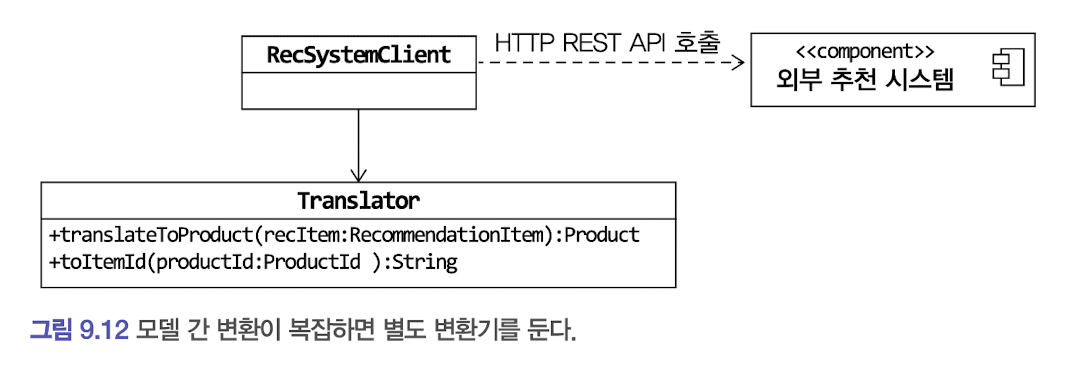 RecSystemClient
HTTP REST API 호출
<<component>>
외부 추천 시스템
Translator
+translateToProduct(recItem:RecommendationItem):Product
+toItemId(productId:ProductId ):String
그림 9.12 모델 간 변환이 복잡하면 별도 변환기를 둔다.